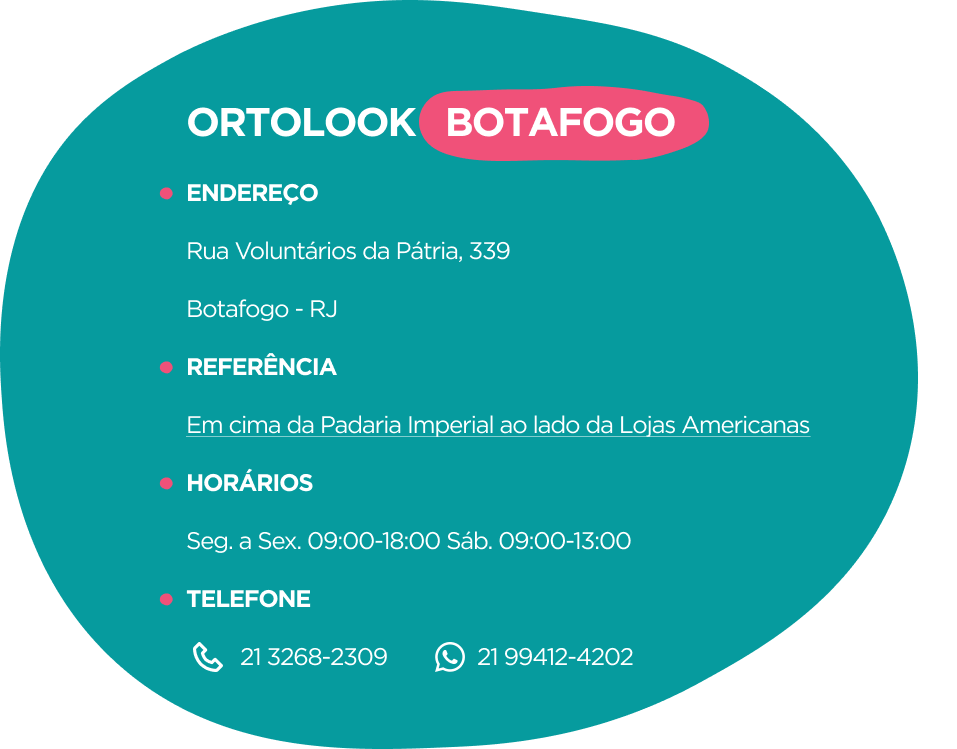 ORTOLOOK BOTAFOGO
ENDEREÇO
Rua Voluntários da Pátria, 339
Botafogo - RJ
REFERÊNCIA
Em cima da Padaria Imperial ao lado da Lojas Americanas
HORÁRIOS
Seg. a Sex. 09:00-18:00 Sáb. 09:00-13:00
TELEFONE
21 3268-2309 21 99412-4202